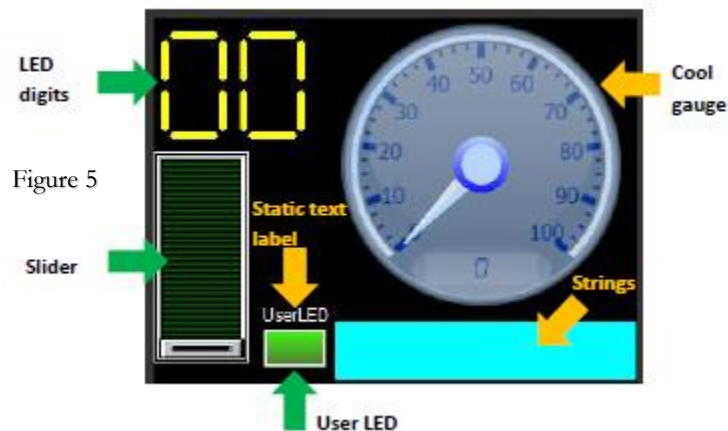 LED
digits
00
50
40
60
30
70
20
80
10
90
100
0
Cool
gauge
Figure 5
Static text
label
Slider
Strings
UserLED
User LED